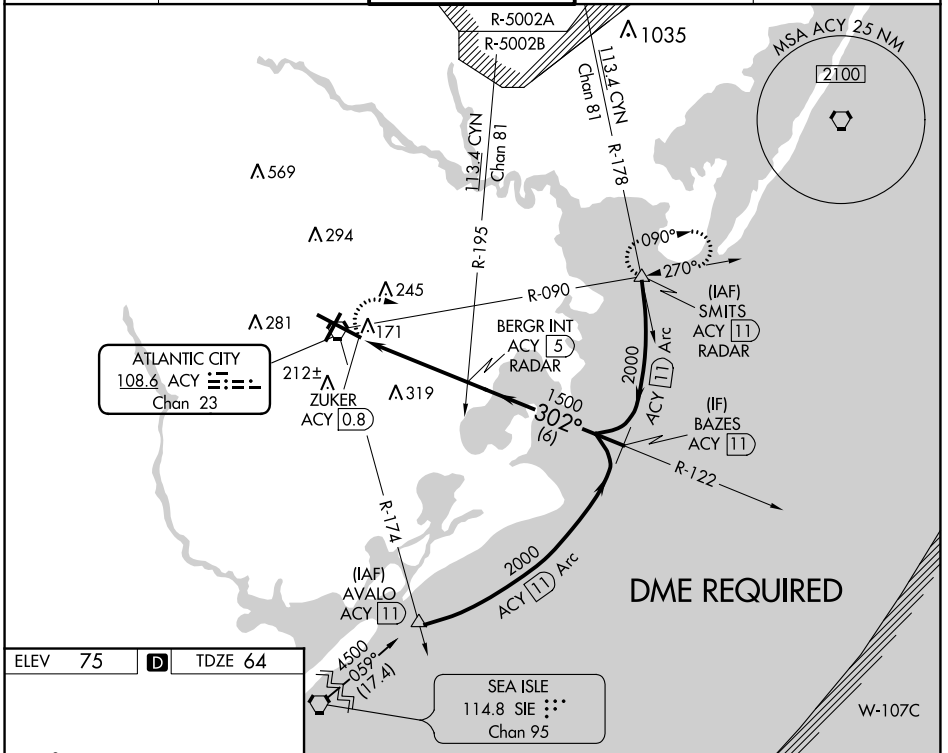 R-5002A
R-5002B
1035
MSA ACY 25 NM
2100
113.4 CYN
Chan 81
113.4 CYN
Chan 81
R-178
R-195
569
294
245
281
171
212±
319
090°
270°
R-090
(IAF)
SMITS
ACY 11
RADAR
BERGR INT
ACY 5
RADAR
ATLANTIC CITY
108.6 ACY
Chan 23
ZUKER
ACY 0.8
2000
ACY 11 Arc
1500
302°
(6)
(IF)
BAZES
ACY 11
R-122
R-174
(IAF)
AVALO
ACY 11
2000
ACY 11 Arc
DME REQUIRED
ELEV 75 D TDZE 64
4500
059°
(17.4)
SEA ISLE
114.8 SIE
Chan 95
W-107C